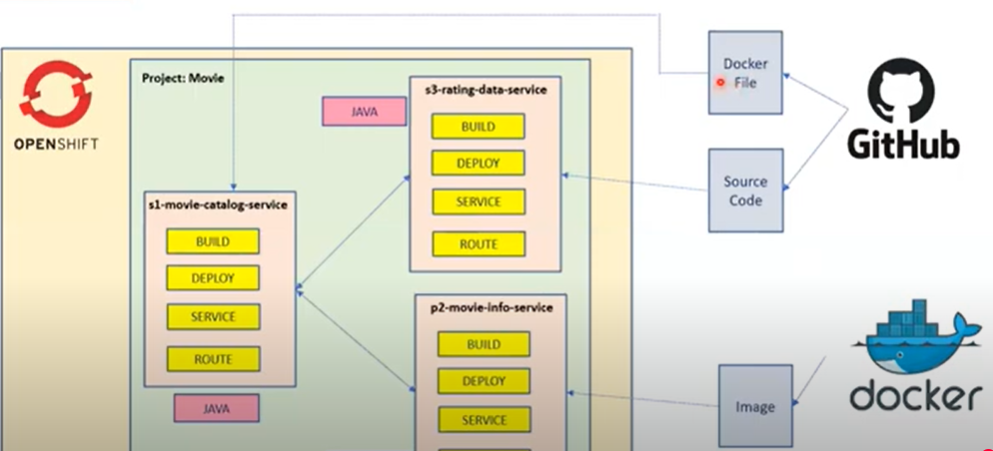 Project: Movie
OPENSHIFT
JAVA
s3-rating-data-service
BUILD
DEPLOY
SERVICE
ROUTE
s1-movie-catalog-service
BUILD
DEPLOY
SERVICE
ROUTE
JAVA
p2-movie-info-service
BUILD
DEPLOY
SERVICE
Docker
File
Source
Code
GitHub
Image
docker